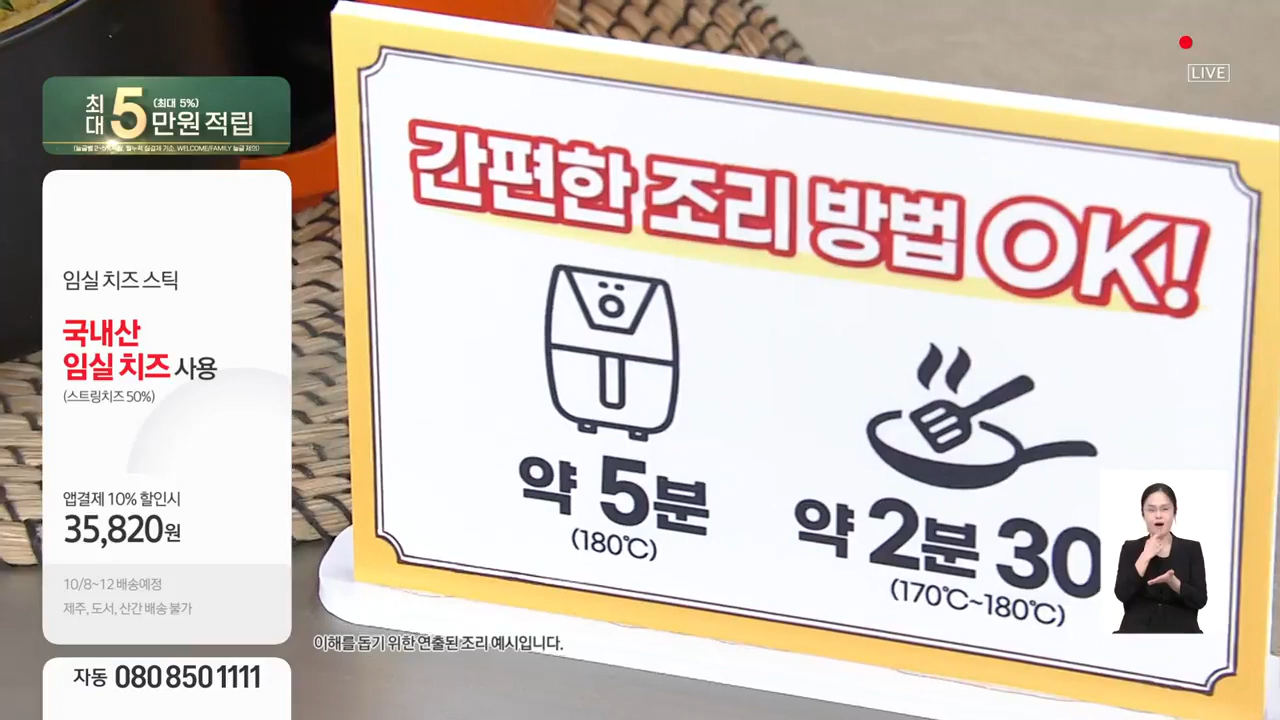 최대 5만원 적립
(최대 5%)
LIVE
임실 치즈 스틱
국내산
임실 치즈 사용
(스트링치즈 50%)
앱결제 10% 할인시
35,820원
10/8~12 배송예정
제주, 도서, 산간 배송 불가
자동 080 850 1111
간편한 조리 방법 OK!
약 5분
(180℃)
약 2분 30
(170℃~180℃)
이해를 돕기 위한 연출된 조리 예시입니다.